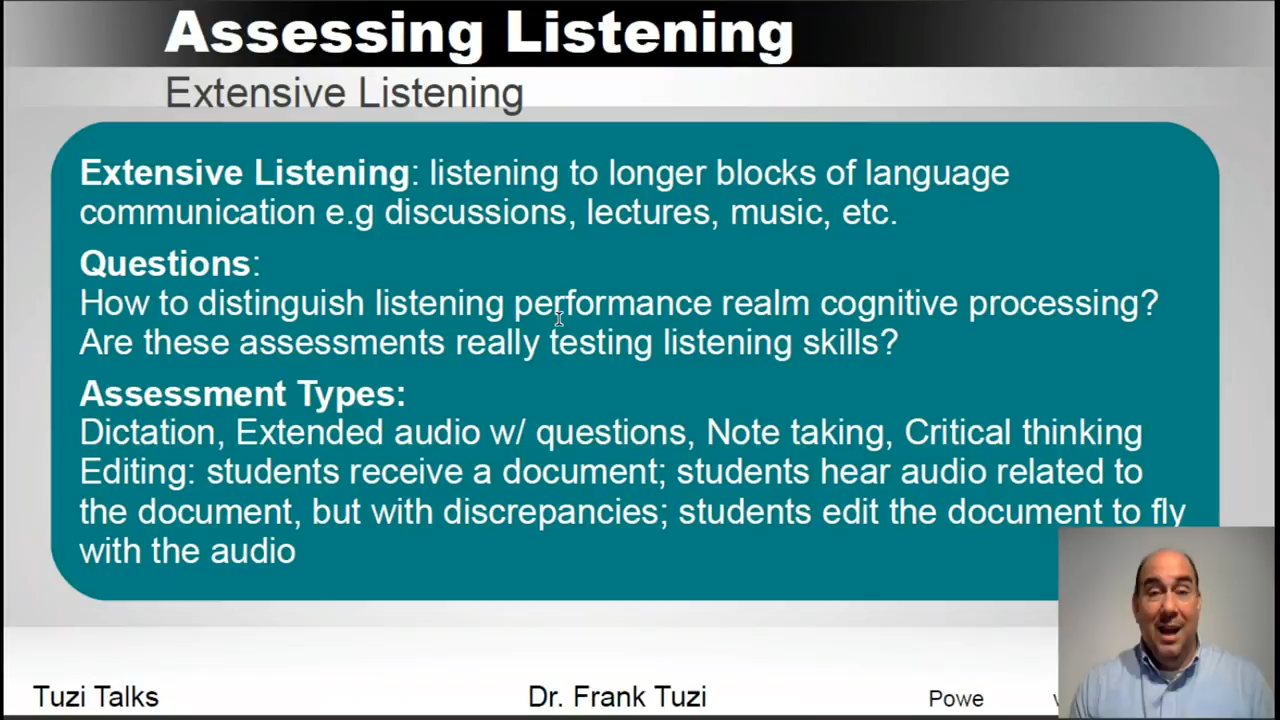 Assessing Listening
Extensive Listening
Extensive Listening: listening to longer blocks of language
communication e.g discussions, lectures, music, etc.
Questions:
How to distinguish listening performance realm cognitive processing?
Are these assessments really testing listening skills?
Assessment Types:
Dictation, Extended audio w/ questions, Note taking, Critical thinking
Editing: students receive a document; students hear audio related to
the document, but with discrepancies; students edit the document to fly
with the audio
Tuzi Talks
Dr. Frank Tuzi